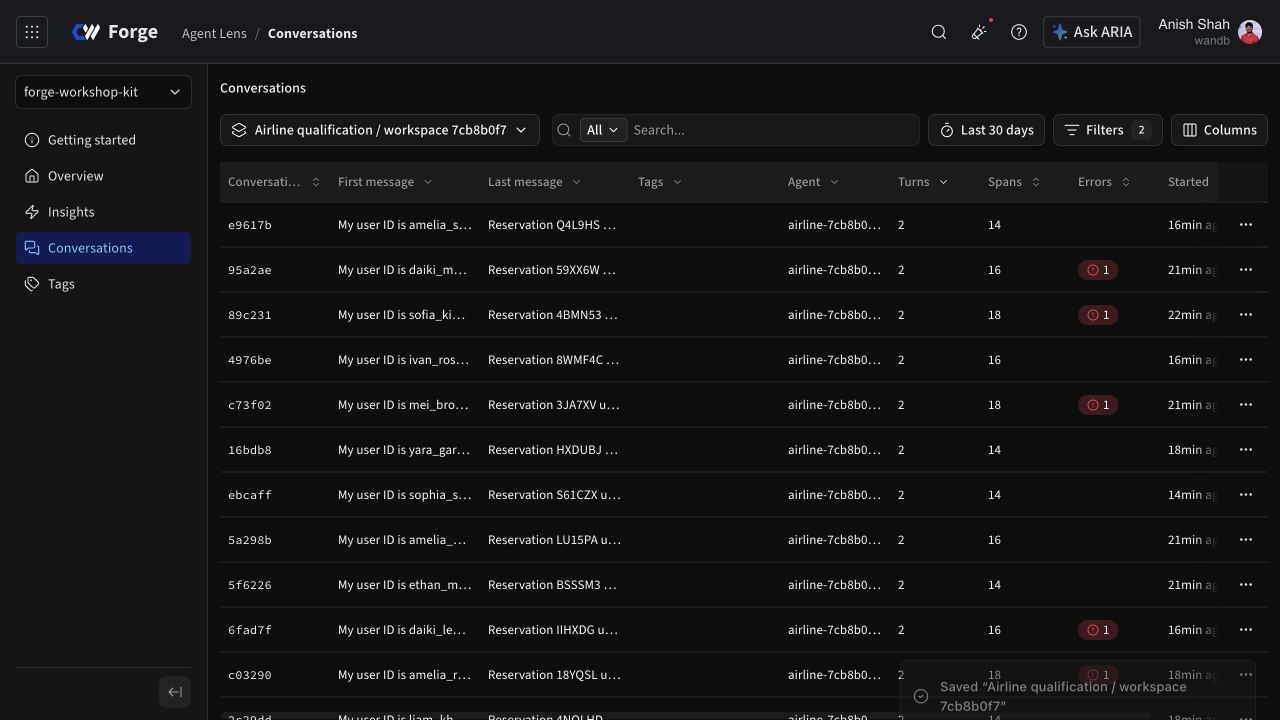 Forge
Agent Lens / Conversations
Ask ARIA
Anish Shah
wandb
forge-workshop-kit
Getting started
Overview
Insights
Conversations
Tags
Conversations
Airline qualification / workspace 7cb8b0f7
All Search...
Last 30 days
Filters 2
Columns
Conversati... First message Last message Tags Agent Turns Spans Errors Started
e9617b My user ID is amelia_s... Reservation Q4L9HS ... airline-7cb8b0... 2 14 16min ag
95a2ae My user ID is daiki_m... Reservation 59XX6W ... airline-7cb8b0... 2 16 1 21min ag
89c231 My user ID is sofia_ki... Reservation 4BMN53 ... airline-7cb8b0... 2 18 1 22min ag
4976be My user ID is ivan_ros... Reservation 8WMF4C ... airline-7cb8b0... 2 16 16min ag
c73f02 My user ID is mei_bro... Reservation 3JA7XV u... airline-7cb8b0... 2 18 1 21min ag
16bdb8 My user ID is yara_gar... Reservation HXDUBJ ... airline-7cb8b0... 2 14 18min ag
ebcaff My user ID is sophia_s... Reservation S61CZX u... airline-7cb8b0... 2 14 14min ag
5a298b My user ID is amelia_... Reservation LU15PA u... airline-7cb8b0... 2 16 21min ag
5f6226 My user ID is ethan_m... Reservation BSSSM3 ... airline-7cb8b0... 2 14 21min ag
6fad7f My user ID is daiki_le... Reservation IIHXDG u... airline-7cb8b0... 2 16 1 16min ag
c03290 My user ID is amelia_r... Reservation 18YQSL u... airline-7cb8b0... 2 18 1 18min ag
Saved “Airline qualification / workspace
7cb8b0f7”